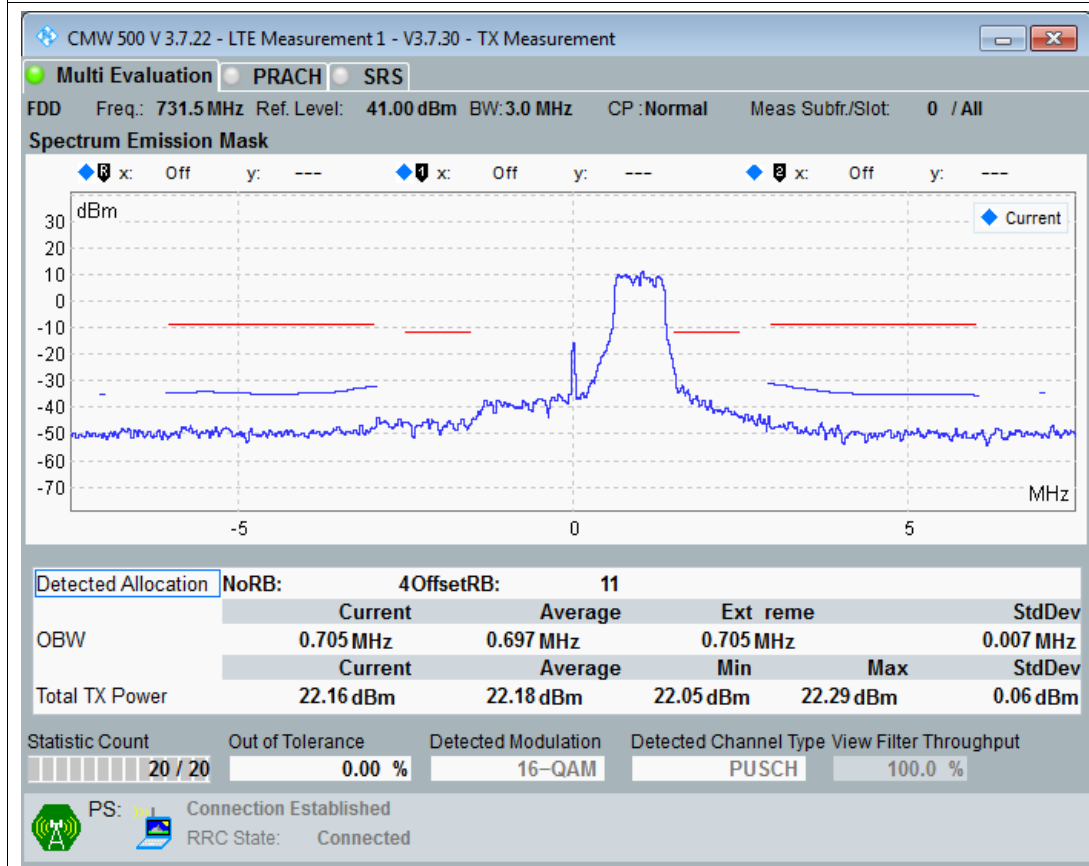 CMW 500 V 3.7.22 - LTE Measurement 1 - V3.7.30 - TX Measurement
Multi Evaluation PRACH SRS
FDD Freq.: 731.5 MHz Ref. Level: 41.00 dBm BW: 3.0 MHz CP : Normal Meas Subfr./Slot: 0 / All
Spectrum Emission Mask
R x: Off y: --- 1 x: Off y: --- 2 x: Off y: ---
dBm
Current
30
20
10
0
-10
-20
-30
-40
-50
-60
-70
MHz
-5 0 5
Detected Allocation NoRB: 4 OffsetRB: 11
Current Average Ext reme StdDev
OBW 0.705 MHz 0.697 MHz 0.705 MHz 0.007 MHz
Current Average Min Max StdDev
Total TX Power 22.16 dBm 22.18 dBm 22.05 dBm 22.29 dBm 0.06 dBm
Statistic Count Out of Tolerance Detected Modulation Detected Channel Type View Filter Throughput
20 / 20 0.00 % 16-QAM PUSCH 100.0 %
PS: Connection Established
RRC State: Connected